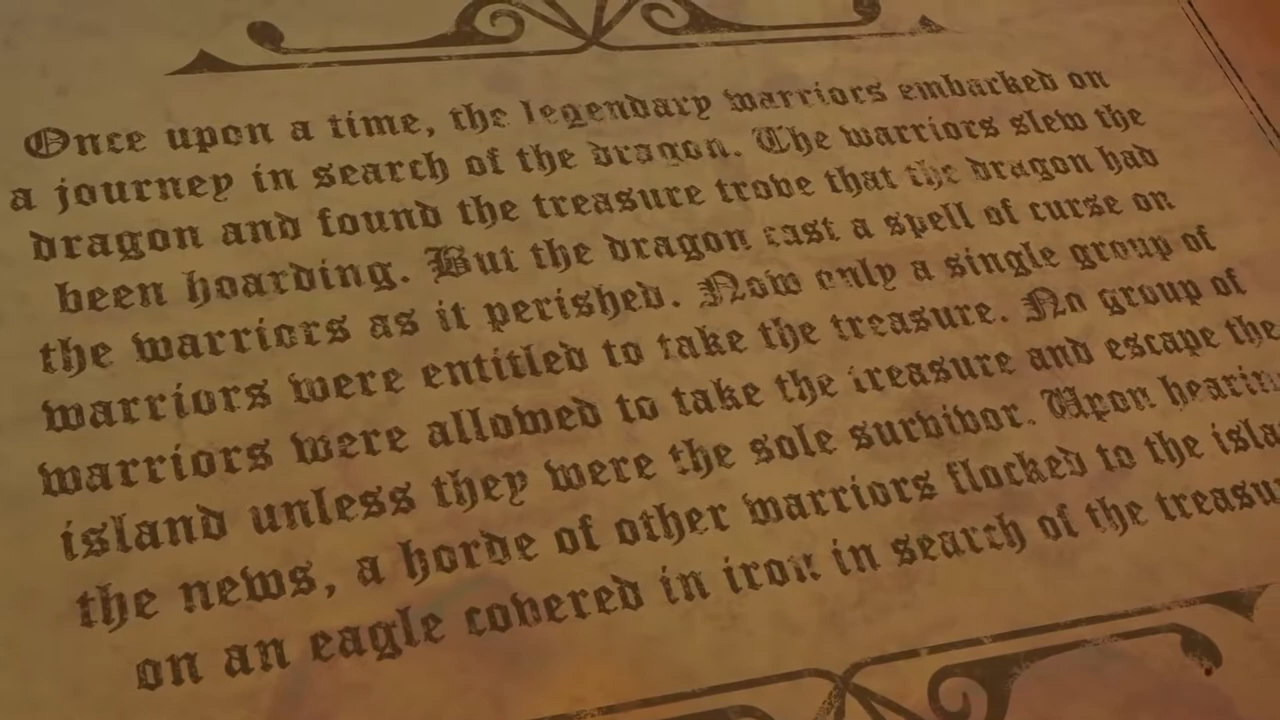 Once upon a time, the legendary warriors embarked on
a journey in search of the dragon. The warriors slew the
dragon and found the treasure trove that the dragon had
been hoarding. But the dragon cast a spell of curse on
the warriors as it perished. Now only a single group of
warriors were entitled to take the treasure. No group of
warriors were allowed to take the treasure and escape the
island unless they were the sole survivor. Upon hearin
the news, a horde of other warriors flocked to the isla
on an eagle covered in iron in search of the treasu